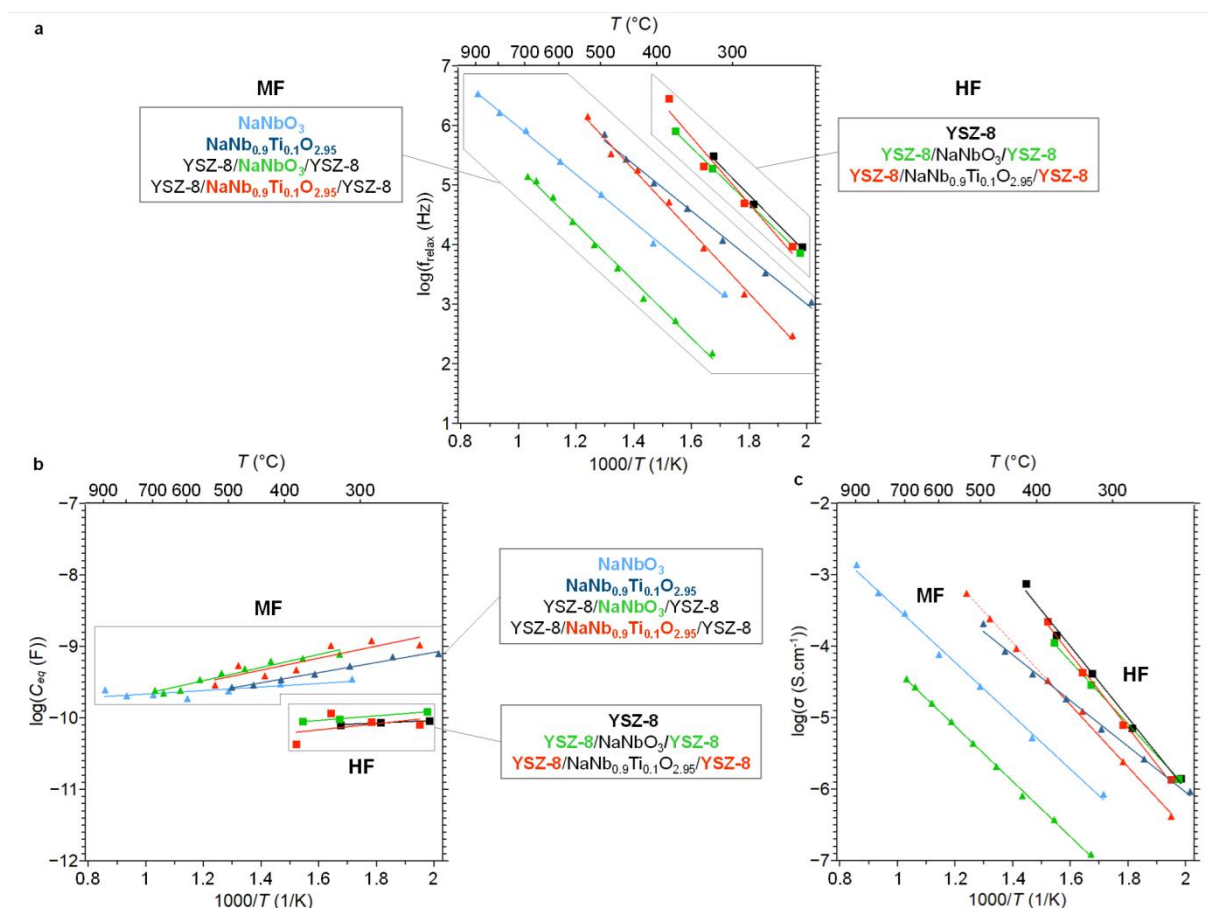 a
T (°C)
900 700 600 500 400 300
MF
NaNbO₃
NaNb₀.₉Ti₀.₁O₂.₉₅
YSZ-8/NaNbO₃/YSZ-8
YSZ-8/NaNb₀.₉Ti₀.₁O₂.₉₅/YSZ-8
HF
YSZ-8
YSZ-8/NaNbO₃/YSZ-8
YSZ-8/NaNb₀.₉Ti₀.₁O₂.₉₅/YSZ-8
log(f_relax (Hz))
7
6
5
4
3
2
1
0.8 1 1.2 1.4 1.6 1.8 2
1000/T (1/K)
b
T (°C)
900 700 600 500 400 300
log(C_eq (F))
−7
−8
−9
−10
−11
−12
MF
HF
0.8 1 1.2 1.4 1.6 1.8 2
1000/T (1/K)
NaNbO₃
NaNb₀.₉Ti₀.₁O₂.₉₅
YSZ-8/NaNbO₃/YSZ-8
YSZ-8/NaNb₀.₉Ti₀.₁O₂.₉₅/YSZ-8
YSZ-8
YSZ-8/NaNbO₃/YSZ-8
YSZ-8/NaNb₀.₉Ti₀.₁O₂.₉₅/YSZ-8
c
T (°C)
900 700 600 500 400 300
log(σ (S.cm⁻¹))
−2
−3
−4
−5
−6
−7
MF
HF
0.8 1 1.2 1.4 1.6 1.8 2
1000/T (1/K)